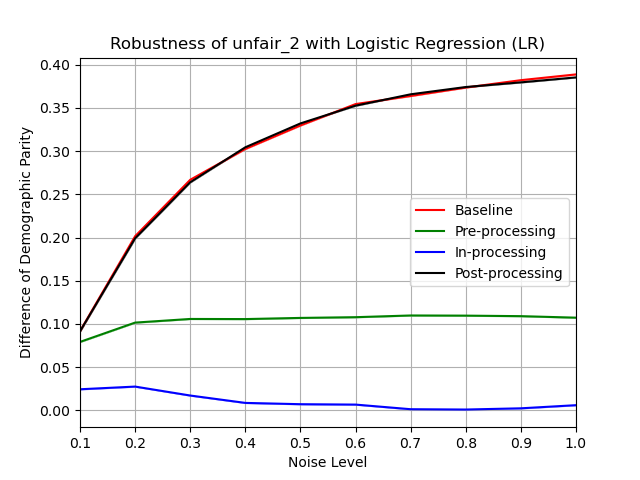 Robustness of unfair_2 with Logistic Regression (LR)
0.40
0.35
0.30
0.25
0.20
0.15
0.10
0.05
0.00
Difference of Demographic Parity
Baseline
Pre-processing
In-processing
Post-processing
0.1 0.2 0.3 0.4 0.5 0.6 0.7 0.8 0.9 1.0
Noise Level